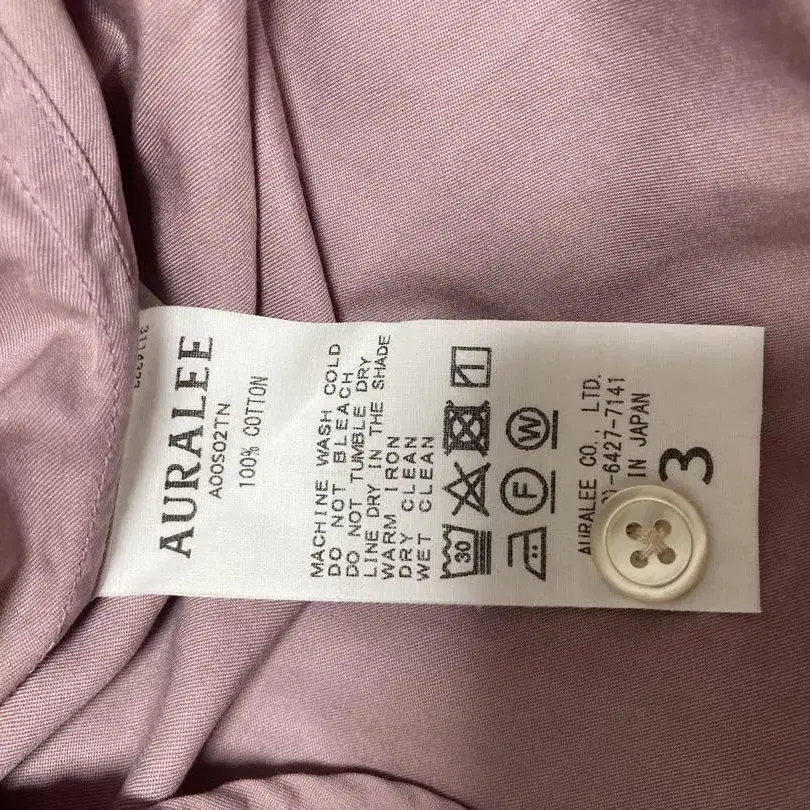 AURALEE
A00S02TN
100% COTTON
MACHINE WASH COLD
DO NOT BLEACH
DO NOT TUMBLE DRY
LINE DRY IN THE SHADE
WARM IRON
DRY CLEAN
WET CLEAN
30
F
W
AURALEE CO., LTD.
-6427-7141
IN JAPAN
3